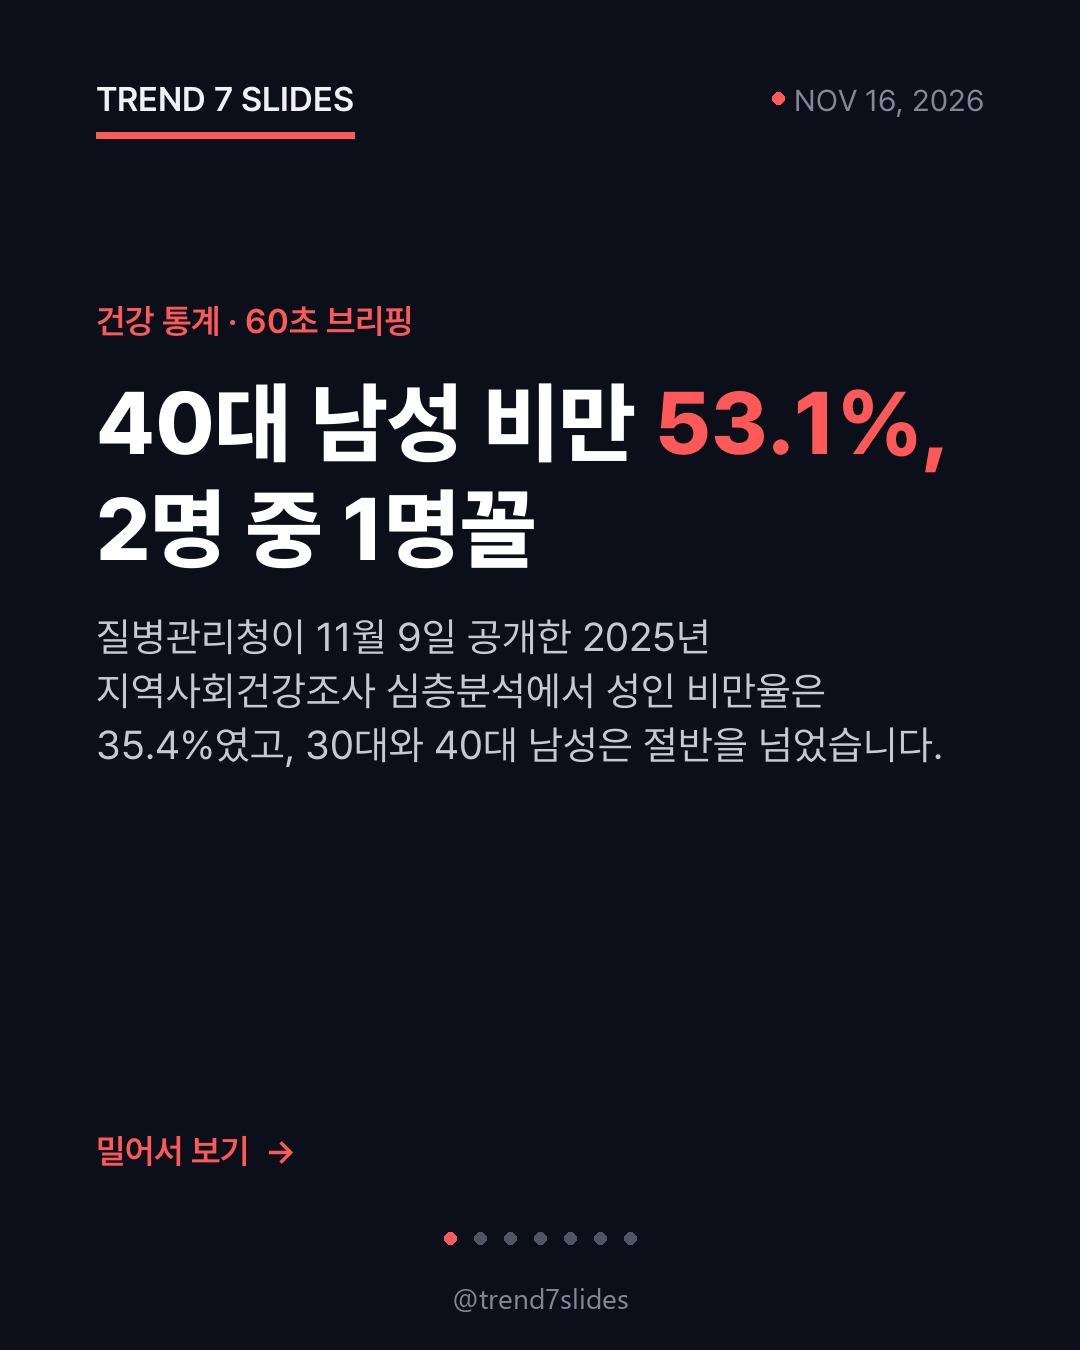 TREND 7 SLIDES
NOV 16, 2026
건강 통계 · 60초 브리핑
40대 남성 비만 53.1%,
2명 중 1명꼴
질병관리청이 11월 9일 공개한 2025년
지역사회건강조사 심층분석에서 성인 비만율은
35.4%였고, 30대와 40대 남성은 절반을 넘었습니다.
밀어서 보기 →
@trend7slides